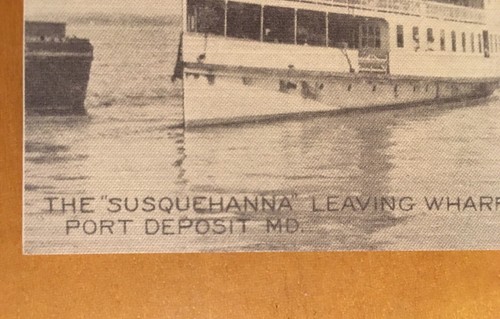 THE "SUSQUEHANNA" LEAVING WHARF
PORT DEPOSIT MD.